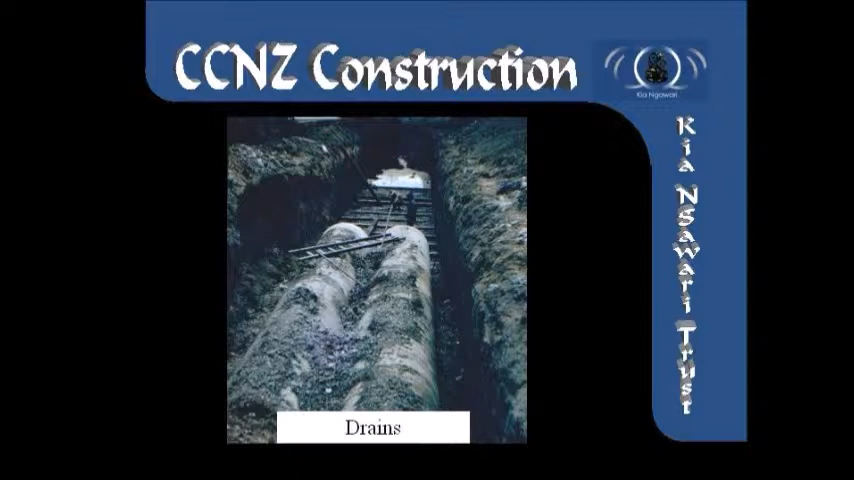 CCNZ Construction
Kia Ngawari
Kia Ngawari Trust
Drains